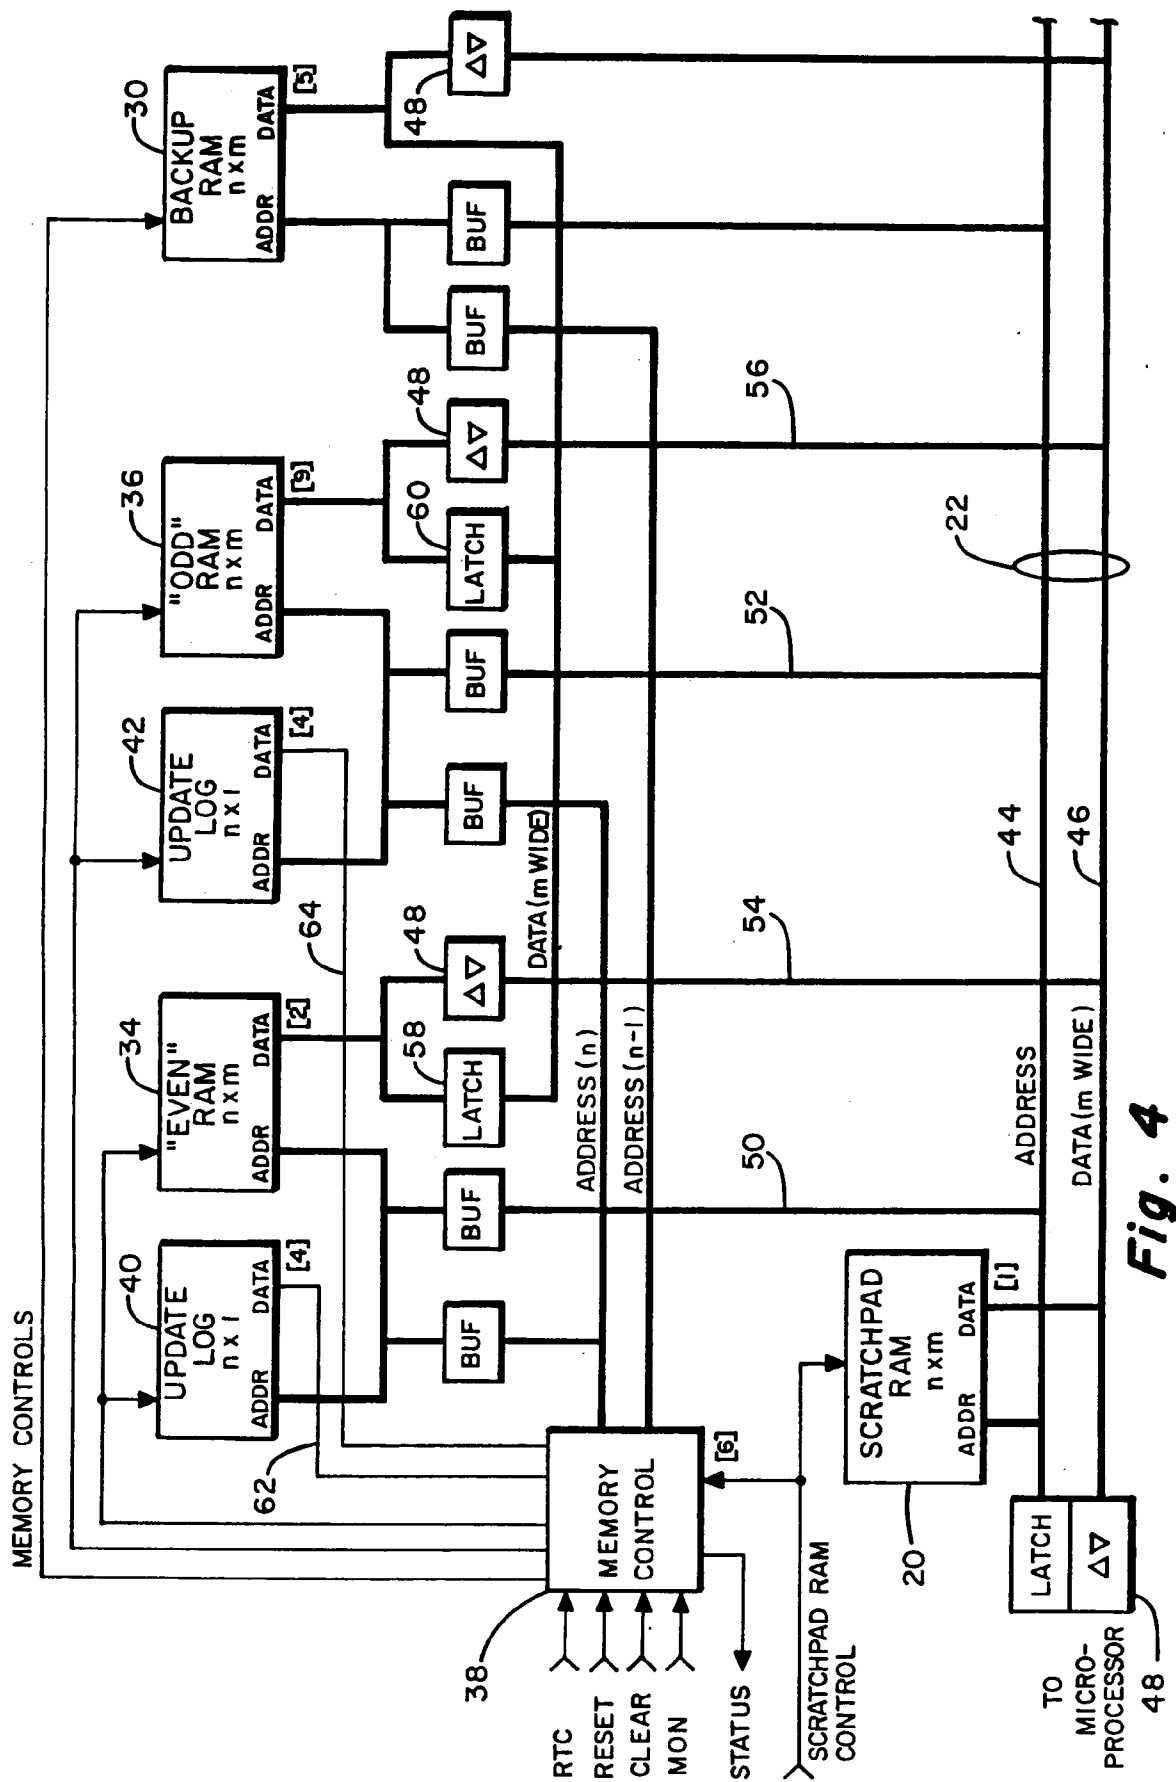 MEMORY CONTROLS
40
UPDATE
LOG
n x 1
ADDR
DATA
[4]
34
"EVEN"
RAM
n x m
ADDR
DATA
[2]
42
UPDATE
LOG
n x 1
ADDR
DATA
[4]
36
"ODD"
RAM
n x m
ADDR
DATA
[9]
30
BACKUP
RAM
n x m
ADDR
DATA
[5]
62
64
BUF
BUF
58
LATCH
48
△▽
BUF
BUF
60
LATCH
48
△▽
BUF
BUF
48
△▽
DATA (m WIDE)
ADDRESS (n)
ADDRESS (n-1)
38
MEMORY
CONTROL
[6]
RTC
RESET
CLEAR
MON
STATUS
SCRATCHPAD RAM
CONTROL
50
54
52
56
20
SCRATCHPAD
RAM
n x m
ADDR
DATA
[1]
22
ADDRESS
44
DATA (m WIDE)
46
LATCH
△▽
TO
MICRO-
PROCESSOR
48
Fig. 4